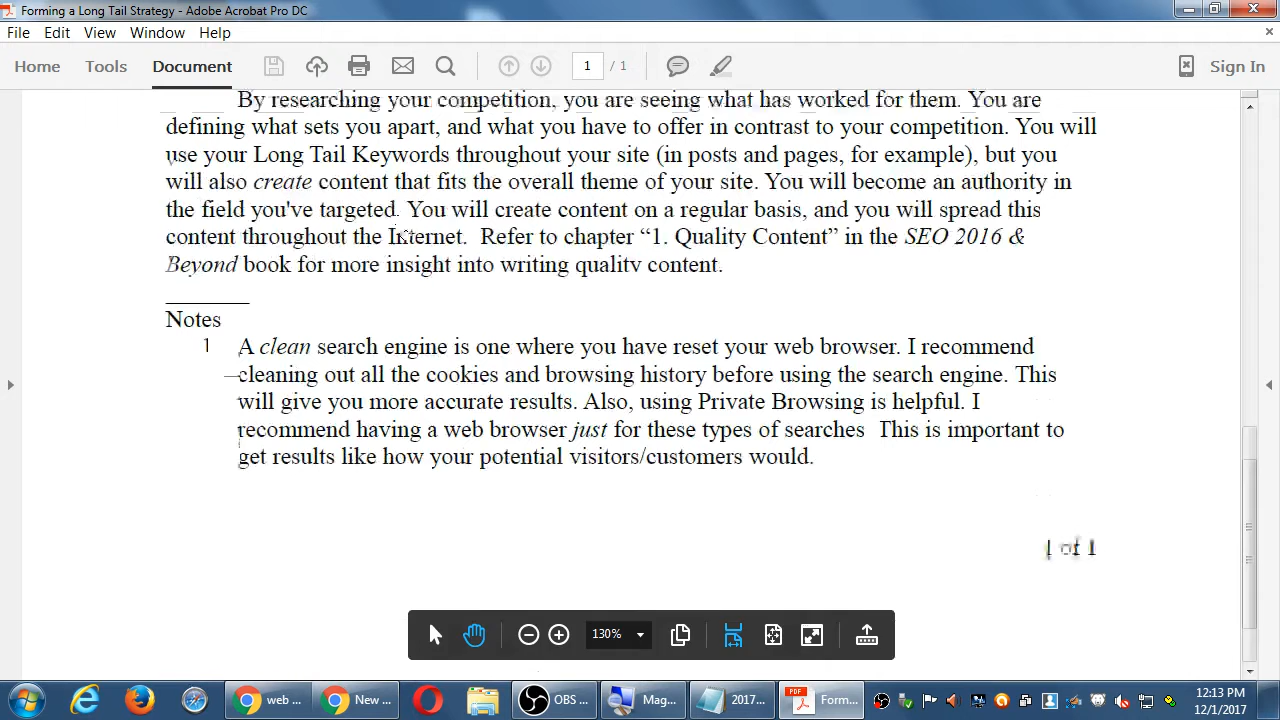 Forming a Long Tail Strategy - Adobe Acrobat Pro DC
File Edit View Window Help
Home Tools Document 1 / 1 Sign In
By researching your competition, you are seeing what has worked for them. You are
defining what sets you apart, and what you have to offer in contrast to your competition. You will
use your Long Tail Keywords throughout your site (in posts and pages, for example), but you
will also create content that fits the overall theme of your site. You will become an authority in
the field you've targeted. You will create content on a regular basis, and you will spread this
content throughout the Internet. Refer to chapter “1. Quality Content” in the SEO 2016 &
Beyond book for more insight into writing quality content.
Notes
1 A clean search engine is one where you have reset your web browser. I recommend
cleaning out all the cookies and browsing history before using the search engine. This
will give you more accurate results. Also, using Private Browsing is helpful. I
recommend having a web browser just for these types of searches This is important to
get results like how your potential visitors/customers would.
1 of 1
130%
web ... New ... OBS ... Mag... 2017... Form... 12:13 PM
PDF
12/1/2017